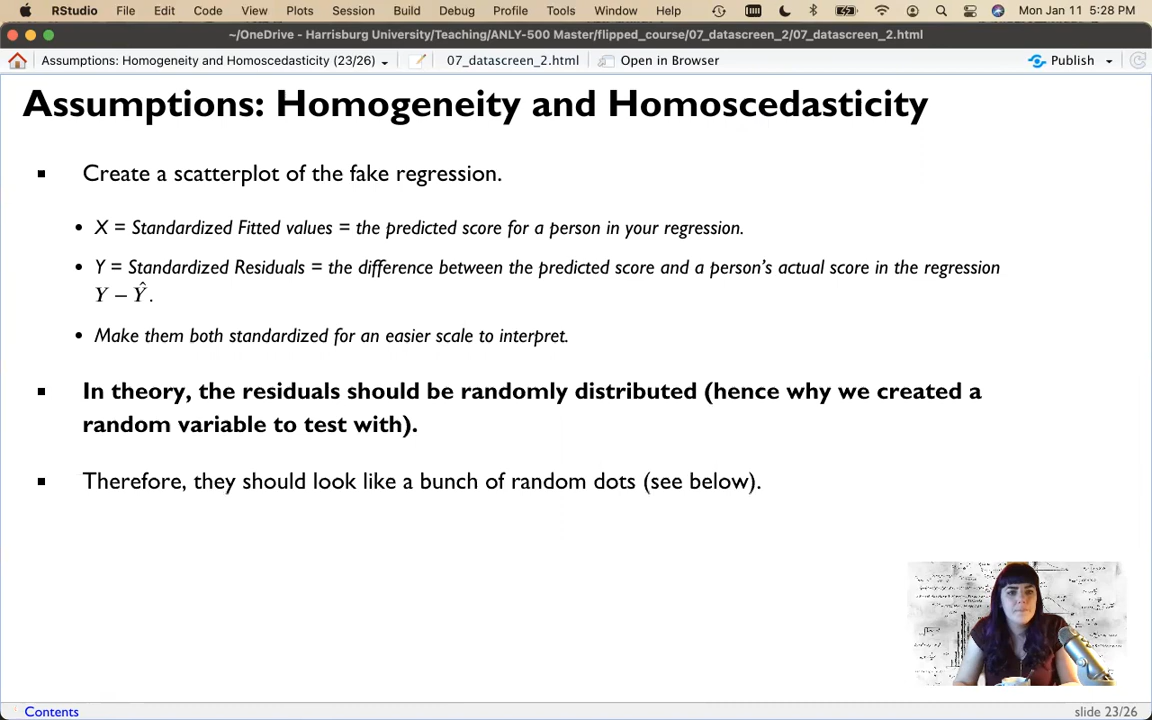 RStudio File Edit Code View Plots Session Build Debug Profile Tools Window Help Mon Jan 11 5:28 PM
~/OneDrive - Harrisburg University/Teaching/ANLY-500 Master/flipped_course/07_datascreen_2/07_datascreen_2.html
Assumptions: Homogeneity and Homoscedasticity (23/26) 07_datascreen_2.html Open in Browser Publish
Assumptions: Homogeneity and Homoscedasticity
▪ Create a scatterplot of the fake regression.
• X = Standardized Fitted values = the predicted score for a person in your regression.
• Y = Standardized Residuals = the difference between the predicted score and a person’s actual score in the regression
Y − Ŷ.
• Make them both standardized for an easier scale to interpret.
▪ In theory, the residuals should be randomly distributed (hence why we created a
random variable to test with).
▪ Therefore, they should look like a bunch of random dots (see below).
Contents slide 23/26